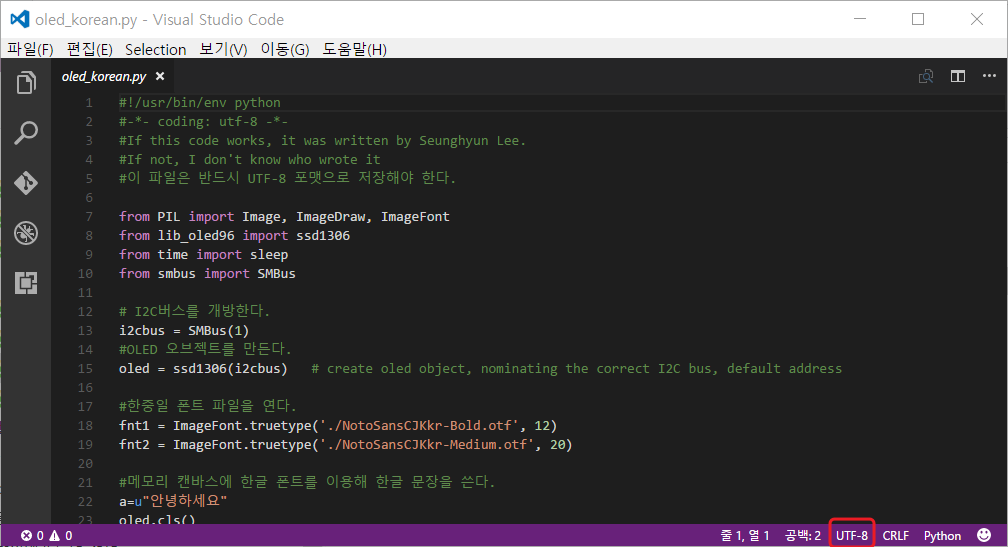 oled_korean.py - Visual Studio Code
파일(F) 편집(E) Selection 보기(V) 이동(G) 도움말(H)
oled_korean.py
1 #!/usr/bin/env python
2 #-*- coding: utf-8 -*-
3 #If this code works, it was written by Seunghyun Lee.
4 #If not, I don't know who wrote it
5 #이 파일은 반드시 UTF-8 포맷으로 저장해야 한다.
6
7 from PIL import Image, ImageDraw, ImageFont
8 from lib_oled96 import ssd1306
9 from time import sleep
10 from smbus import SMBus
11
12 # I2C버스를 개방한다.
13 i2cbus = SMBus(1)
14 #OLED 오브젝트를 만든다.
15 oled = ssd1306(i2cbus)   # create oled object, nominating the correct I2C bus, default address
16
17 #한중일 폰트 파일을 연다.
18 fnt1 = ImageFont.truetype('./NotoSansCJKkr-Bold.otf', 12)
19 fnt2 = ImageFont.truetype('./NotoSansCJKkr-Medium.otf', 20)
20
21 #메모리 캔바스에 한글 폰트를 이용해 한글 문장을 쓴다.
22 a=u"안녕하세요"
23 oled.cls()
0 0 줄 1, 열 1 공백: 2 UTF-8 CRLF Python